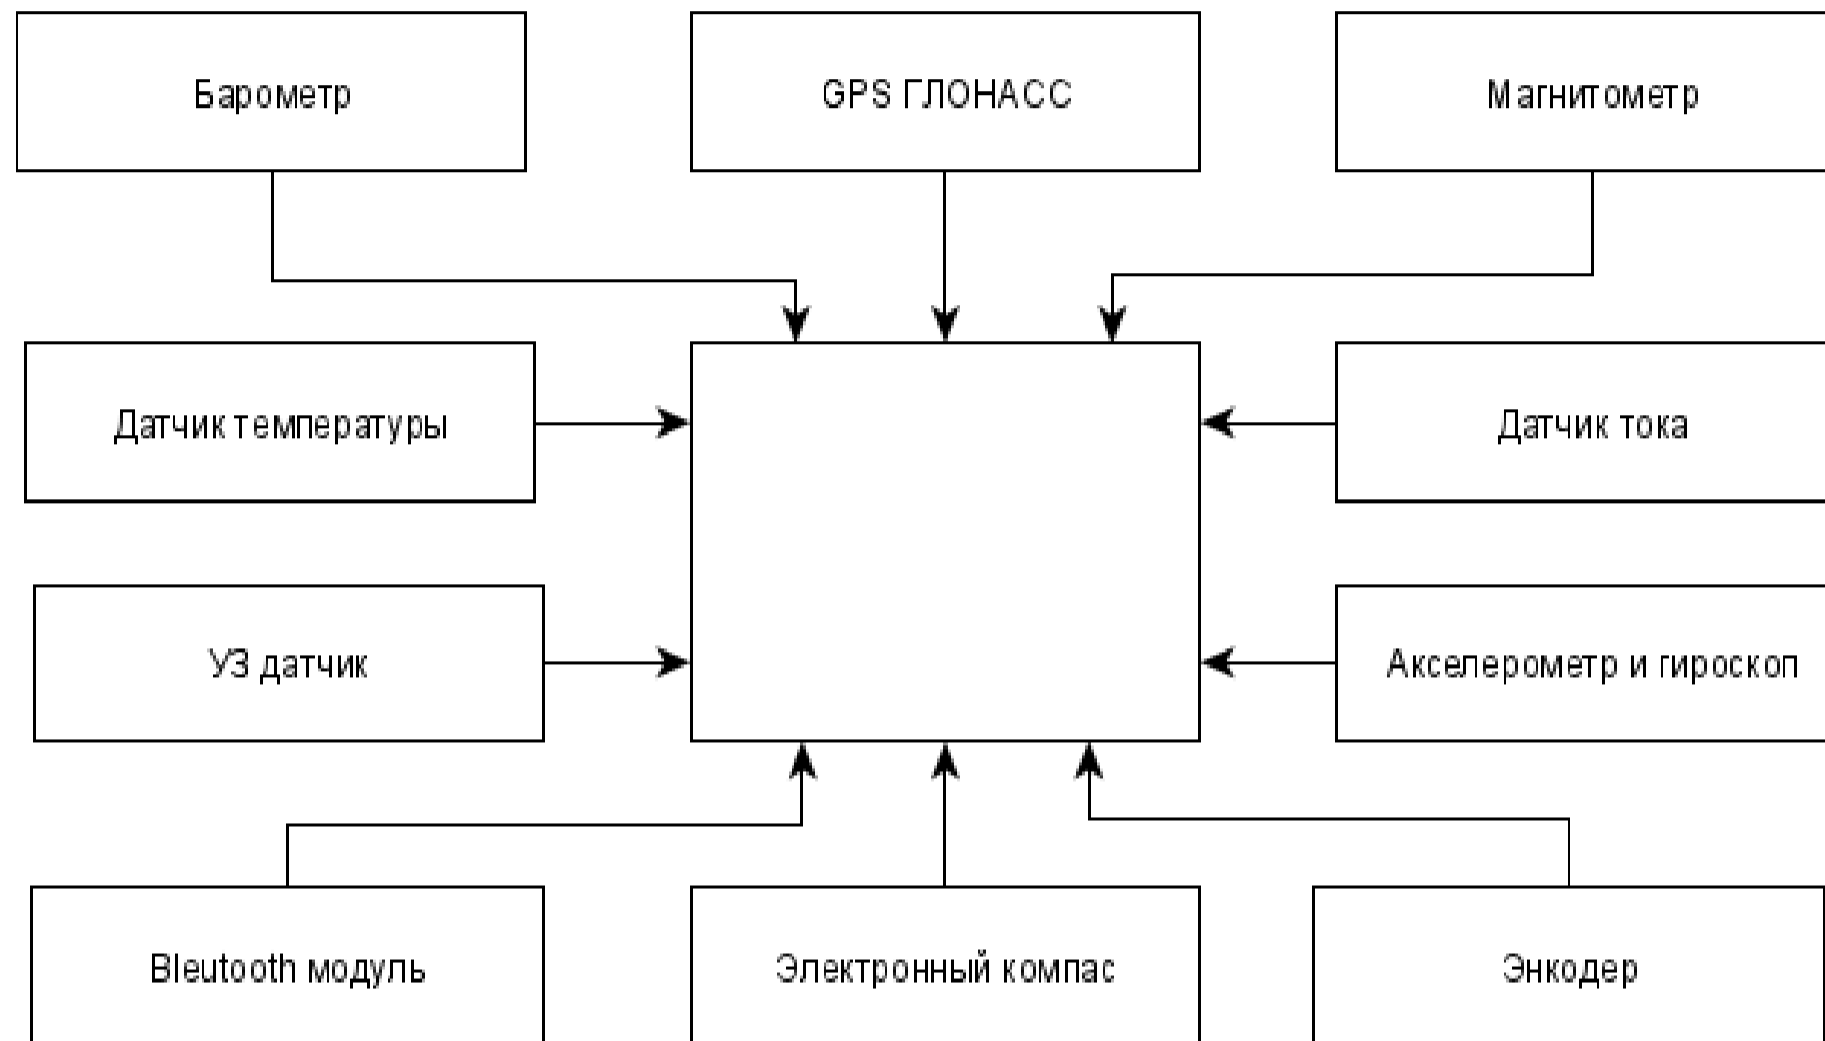 Барометр
GPS ГЛОНАСС
Магнитометр
Датчик температуры
Датчик тока
УЗ датчик
Акселерометр и гироскоп
Bleutooth модуль
Электронный компас
Энкодер